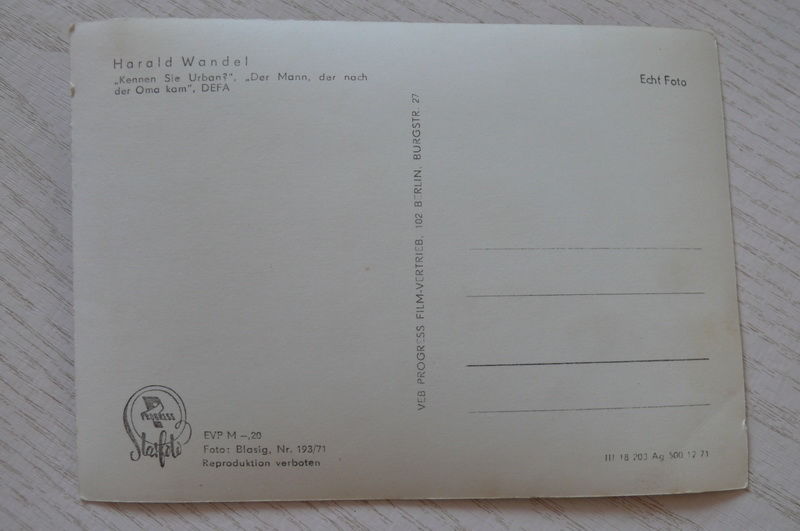 Harald Wandel
„Kennen Sie Urban?“, „Der Mann, der nach
der Oma kam“, DEFA
Echt Foto
VEB PROGRESS FILM-VERTRIEB, 102 BERLIN, BURGSTR. 27
PROGRESS
Starfoto
EVP M –,20
Foto: Blasig, Nr. 193/71
Reproduktion verboten
III 18 203 Ag 500 12 71